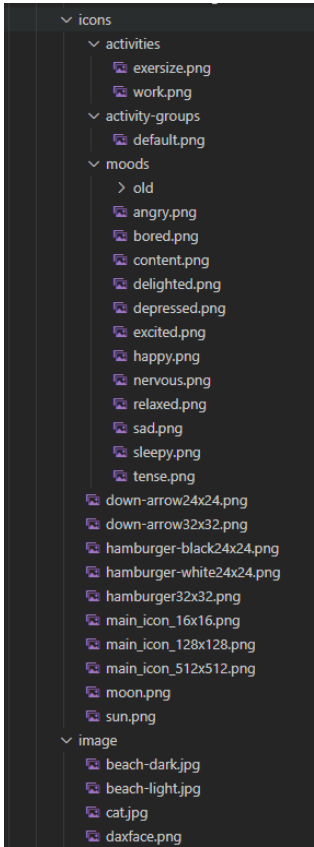 icons
activities
exersize.png
work.png
activity-groups
default.png
moods
old
angry.png
bored.png
content.png
delighted.png
depressed.png
excited.png
happy.png
nervous.png
relaxed.png
sad.png
sleepy.png
tense.png
down-arrow24x24.png
down-arrow32x32.png
hamburger-black24x24.png
hamburger-white24x24.png
hamburger32x32.png
main_icon_16x16.png
main_icon_128x128.png
main_icon_512x512.png
moon.png
sun.png
image
beach-dark.jpg
beach-light.jpg
cat.jpg
daxface.png